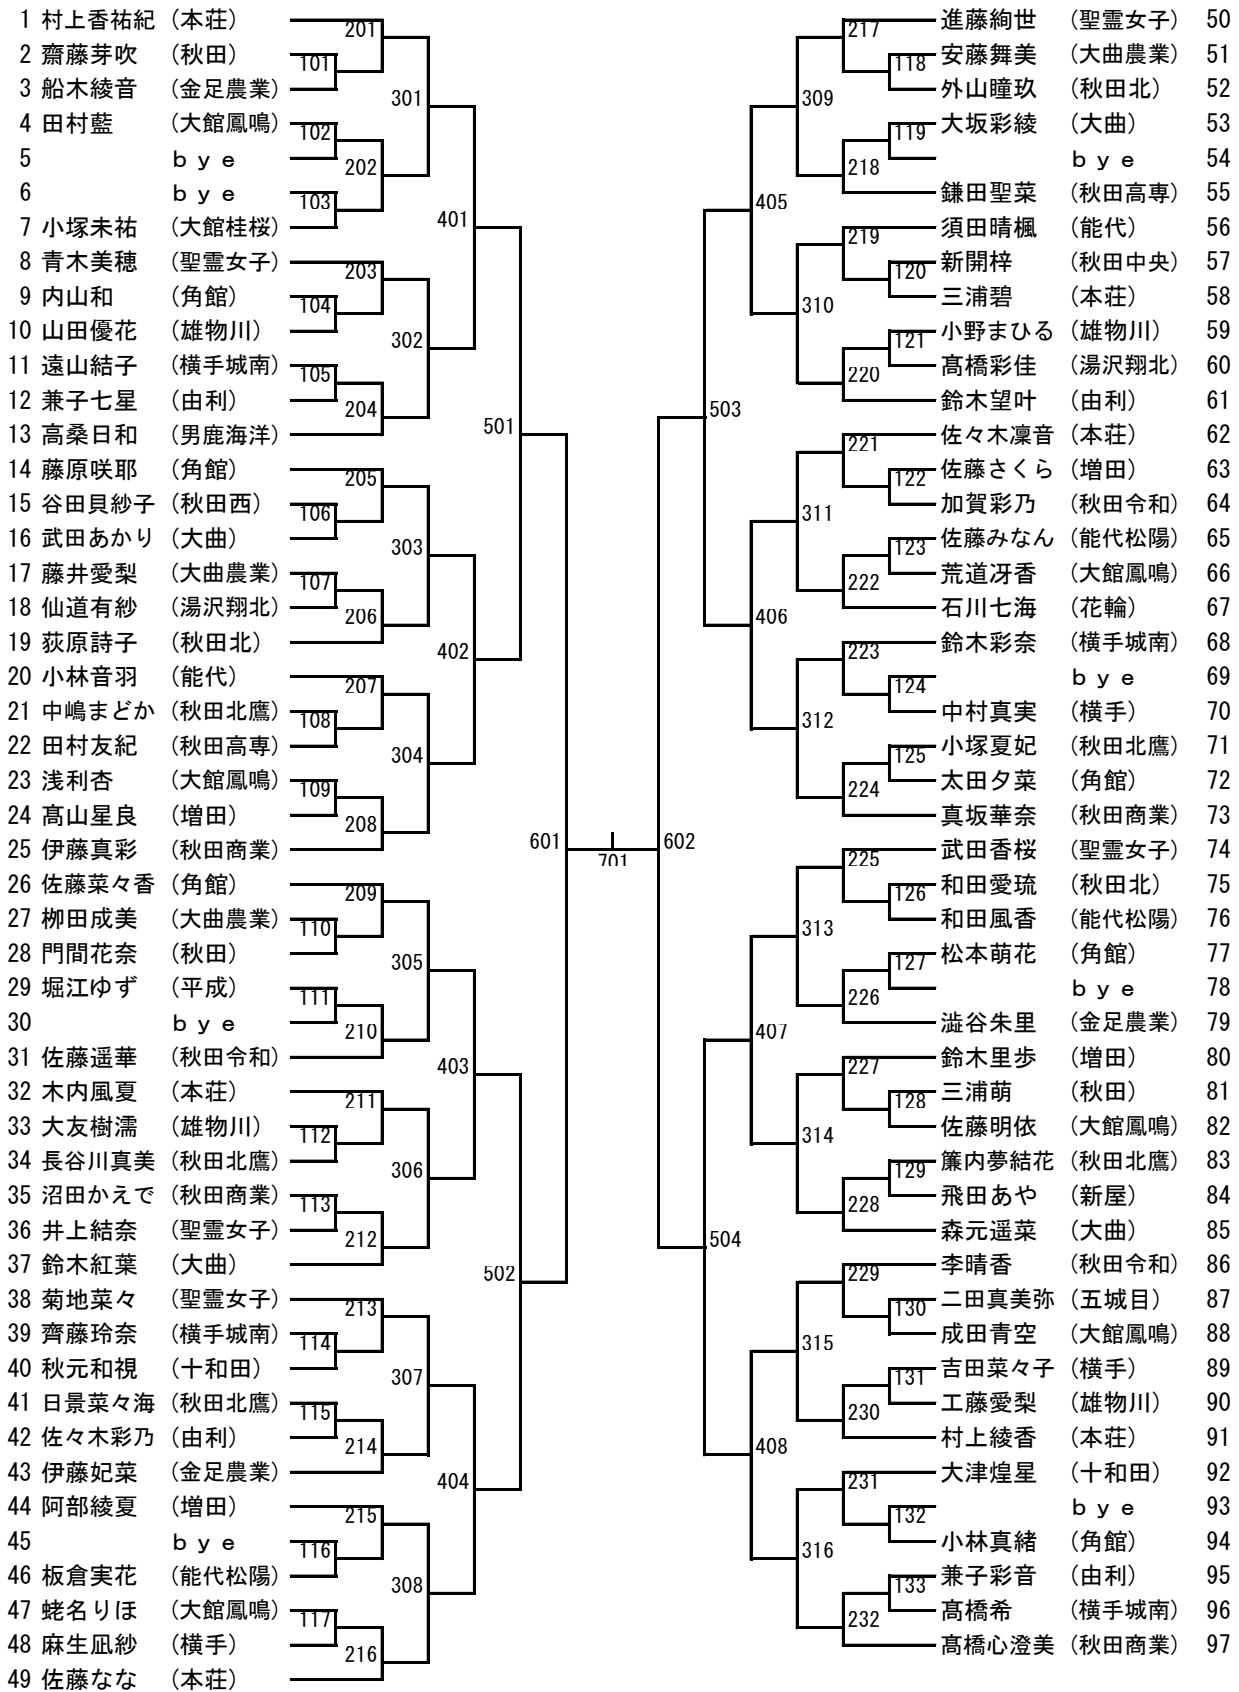 1 村上香祐紀 （本荘）
2 齋藤芽吹 （秋田）
3 船木綾音 （金足農業）
4 田村藍 （大館鳳鳴）
5 ｂｙｅ
6 ｂｙｅ
7 小塚未祐 （大館桂桜）
8 青木美穂 （聖霊女子）
9 内山和 （角館）
10 山田優花 （雄物川）
11 遠山結子 （横手城南）
12 兼子七星 （由利）
13 高桑日和 （男鹿海洋）
14 藤原咲耶 （角館）
15 谷田貝紗子 （秋田西）
16 武田あかり （大曲）
17 藤井愛梨 （大曲農業）
18 仙道有紗 （湯沢翔北）
19 荻原詩子 （秋田北）
20 小林音羽 （能代）
21 中嶋まどか （秋田北鷹）
22 田村友紀 （秋田高専）
23 浅利杏 （大館鳳鳴）
24 髙山星良 （増田）
25 伊藤真彩 （秋田商業）
26 佐藤菜々香 （角館）
27 栁田成美 （大曲農業）
28 門間花奈 （秋田）
29 堀江ゆず （平成）
30 ｂｙｅ
31 佐藤遥華 （秋田令和）
32 木内風夏 （本荘）
33 大友樹濡 （雄物川）
34 長谷川真美 （秋田北鷹）
35 沼田かえで （秋田商業）
36 井上結奈 （聖霊女子）
37 鈴木紅葉 （大曲）
38 菊地菜々 （聖霊女子）
39 齊藤玲奈 （横手城南）
40 秋元和視 （十和田）
41 日景菜々海 （秋田北鷹）
42 佐々木彩乃 （由利）
43 伊藤妃菜 （金足農業）
44 阿部綾夏 （増田）
45 ｂｙｅ
46 板倉実花 （能代松陽）
47 蛯名りほ （大館鳳鳴）
48 麻生凪紗 （横手）
49 佐藤なな （本荘）
101
102
103
104
105
106
107
108
109
110
111
112
113
114
115
116
117
201
202
203
204
205
206
207
208
209
210
211
212
213
214
215
216
301
302
303
304
305
306
307
308
401
402
403
404
501
502
601
701
602
503
504
405
406
407
408
309
310
311
312
313
314
315
316
217
218
219
220
221
222
223
224
225
226
227
228
229
230
231
232
118
119
120
121
122
123
124
125
126
127
128
129
130
131
132
133
進藤絢世 （聖霊女子） 50
安藤舞美 （大曲農業） 51
外山瞳玖 （秋田北） 52
大坂彩綾 （大曲） 53
ｂｙｅ 54
鎌田聖菜 （秋田高専） 55
須田晴楓 （能代） 56
新開梓 （秋田中央） 57
三浦碧 （本荘） 58
小野まひる （雄物川） 59
髙橋彩佳 （湯沢翔北） 60
鈴木望叶 （由利） 61
佐々木凜音 （本荘） 62
佐藤さくら （増田） 63
加賀彩乃 （秋田令和） 64
佐藤みなん （能代松陽） 65
荒道冴香 （大館鳳鳴） 66
石川七海 （花輪） 67
鈴木彩奈 （横手城南） 68
ｂｙｅ 69
中村真実 （横手） 70
小塚夏妃 （秋田北鷹） 71
太田夕菜 （角館） 72
真坂華奈 （秋田商業） 73
武田香桜 （聖霊女子） 74
和田愛琉 （秋田北） 75
和田風香 （能代松陽） 76
松本萌花 （角館） 77
ｂｙｅ 78
澁谷朱里 （金足農業） 79
鈴木里歩 （増田） 80
三浦萌 （秋田） 81
佐藤明依 （大館鳳鳴） 82
簾内夢結花 （秋田北鷹） 83
飛田あや （新屋） 84
森元遥菜 （大曲） 85
李晴香 （秋田令和） 86
二田真美弥 （五城目） 87
成田青空 （大館鳳鳴） 88
吉田菜々子 （横手） 89
工藤愛梨 （雄物川） 90
村上綾香 （本荘） 91
大津煌星 （十和田） 92
ｂｙｅ 93
小林真緒 （角館） 94
兼子彩音 （由利） 95
髙橋希 （横手城南） 96
髙橋心澄美 （秋田商業） 97